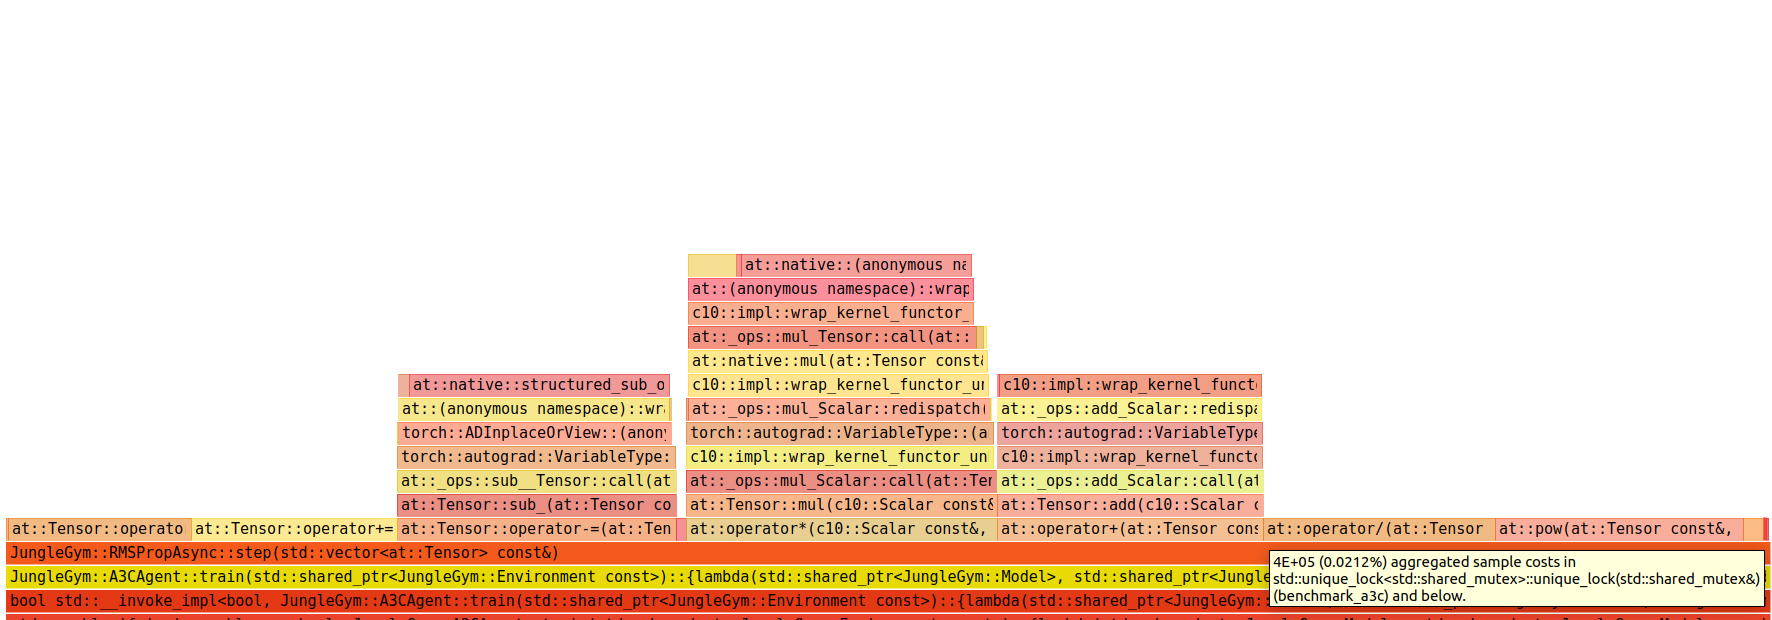 at::native::(anonymous na
at::(anonymous namespace)::wrap
c10::impl::wrap_kernel_functor_
at::_ops::mul_Tensor::call(at::
at::native::mul(at::Tensor const&
at::native::structured_sub_o
c10::impl::wrap_kernel_functor_un
c10::impl::wrap_kernel_functo
at::(anonymous namespace)::wra
at::_ops::mul_Scalar::redispatch(
at::_ops::add_Scalar::redispa
torch::ADInplaceOrView::(anony
torch::autograd::VariableType::(a
torch::autograd::VariableType
torch::autograd::VariableType:
c10::impl::wrap_kernel_functor_un
c10::impl::wrap_kernel_functo
at::_ops::sub__Tensor::call(at
at::_ops::mul_Scalar::call(at::Ten
at::_ops::add_Scalar::call(at
at::Tensor::sub_(at::Tensor co
at::Tensor::mul(c10::Scalar const&
at::Tensor::add(c10::Scalar c
at::Tensor::operato
at::Tensor::operator+=
at::Tensor::operator-=(at::Ten
at::operator*(c10::Scalar const&,
at::operator+(at::Tensor cons
at::operator/(at::Tensor
at::pow(at::Tensor const&,
JungleGym::RMSPropAsync::step(std::vector<at::Tensor> const&)
JungleGym::A3CAgent::train(std::shared_ptr<JungleGym::Environment const>)::{lambda(std::shared_ptr<JungleGym::Model>, std::shared_ptr<Jungle
bool std::__invoke_impl<bool, JungleGym::A3CAgent::train(std::shared_ptr<JungleGym::Environment const>)::{lambda(std::shared_ptr<JungleGym:
4E+05 (0.0212%) aggregated sample costs in
std::unique_lock<std::shared_mutex>::unique_lock(std::shared_mutex&)
(benchmark_a3c) and below.